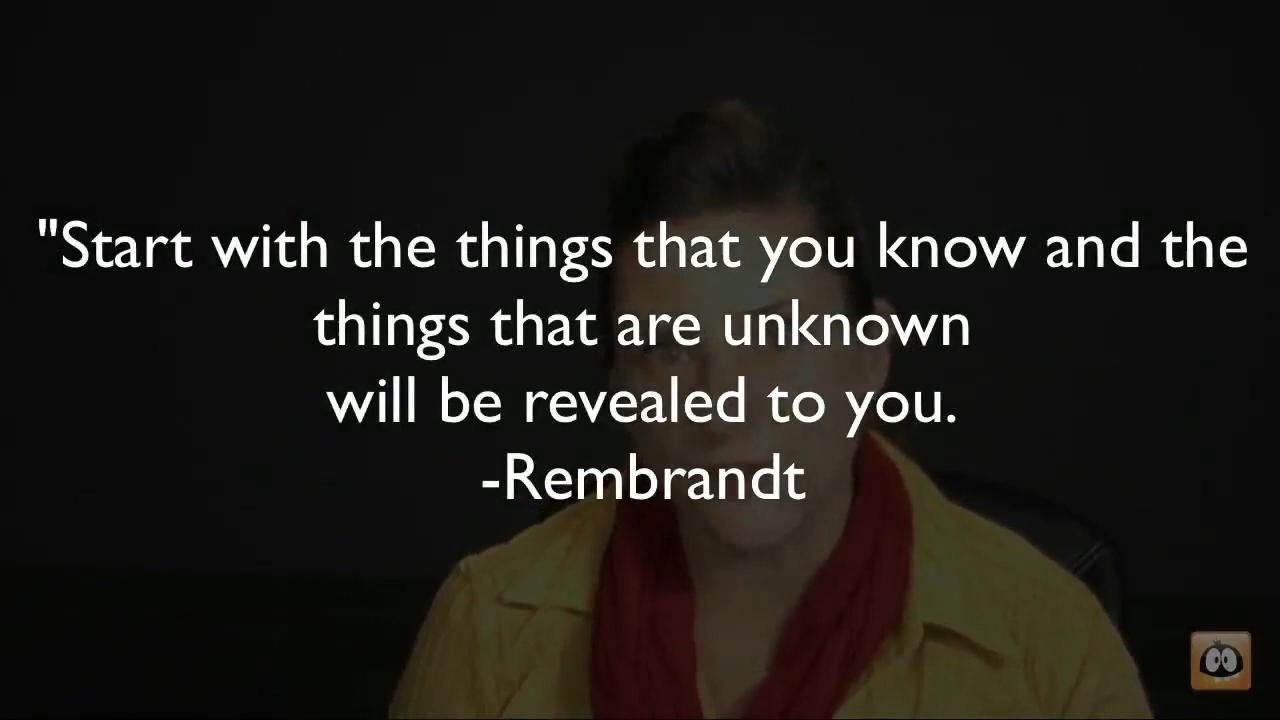 "Start with the things that you know and the
things that are unknown
will be revealed to you.
-Rembrandt